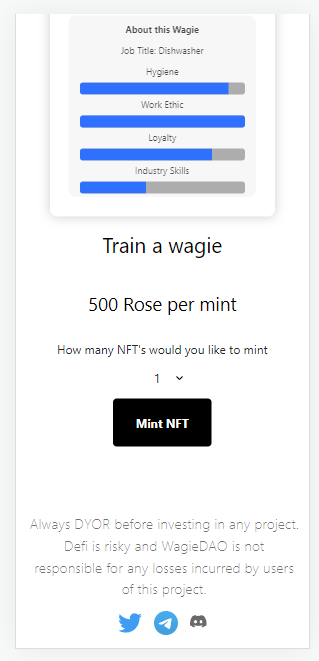 About this Wagie
Job Title: Dishwasher
Hygiene
Work Ethic
Loyalty
Industry Skills
Train a wagie
500 Rose per mint
How many NFT's would you like to mint
1
Mint NFT
Always DYOR before investing in any project.
Defi is risky and WagieDAO is not
responsible for any losses incurred by users
of this project.